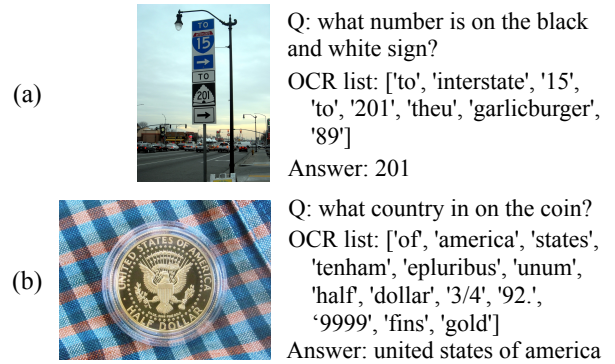 (a)
TO
INTERSTATE
15
TO
201
Q: what number is on the black
and white sign?
OCR list: ['to', 'interstate', '15',
'to', '201', 'theu', 'garlicburger',
'89']
Answer: 201
(b)
UNITED STATES OF AMERICA
HALF DOLLAR
Q: what country in on the coin?
OCR list: ['of', 'america', 'states',
'tenham', 'epluribus', 'unum',
'half', 'dollar', '3/4', '92.',
‘9999', 'fins', 'gold']
Answer: united states of america